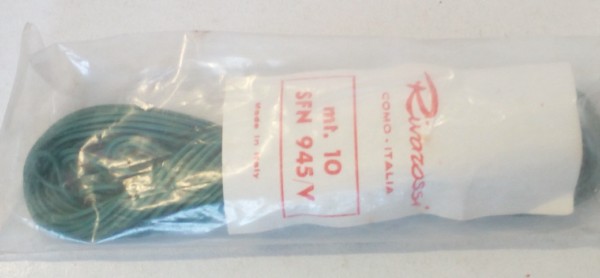 Rivarossi
COMO - ITALIA
mt. 10
SFN 945/V
Made in Italy